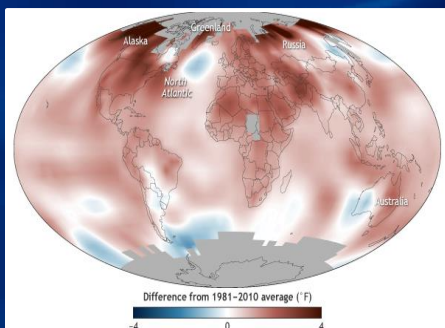 Greenland
Alaska
Russia
North
Atlantic
Australia
Difference from 1981–2010 average (°F)
-4 0 4